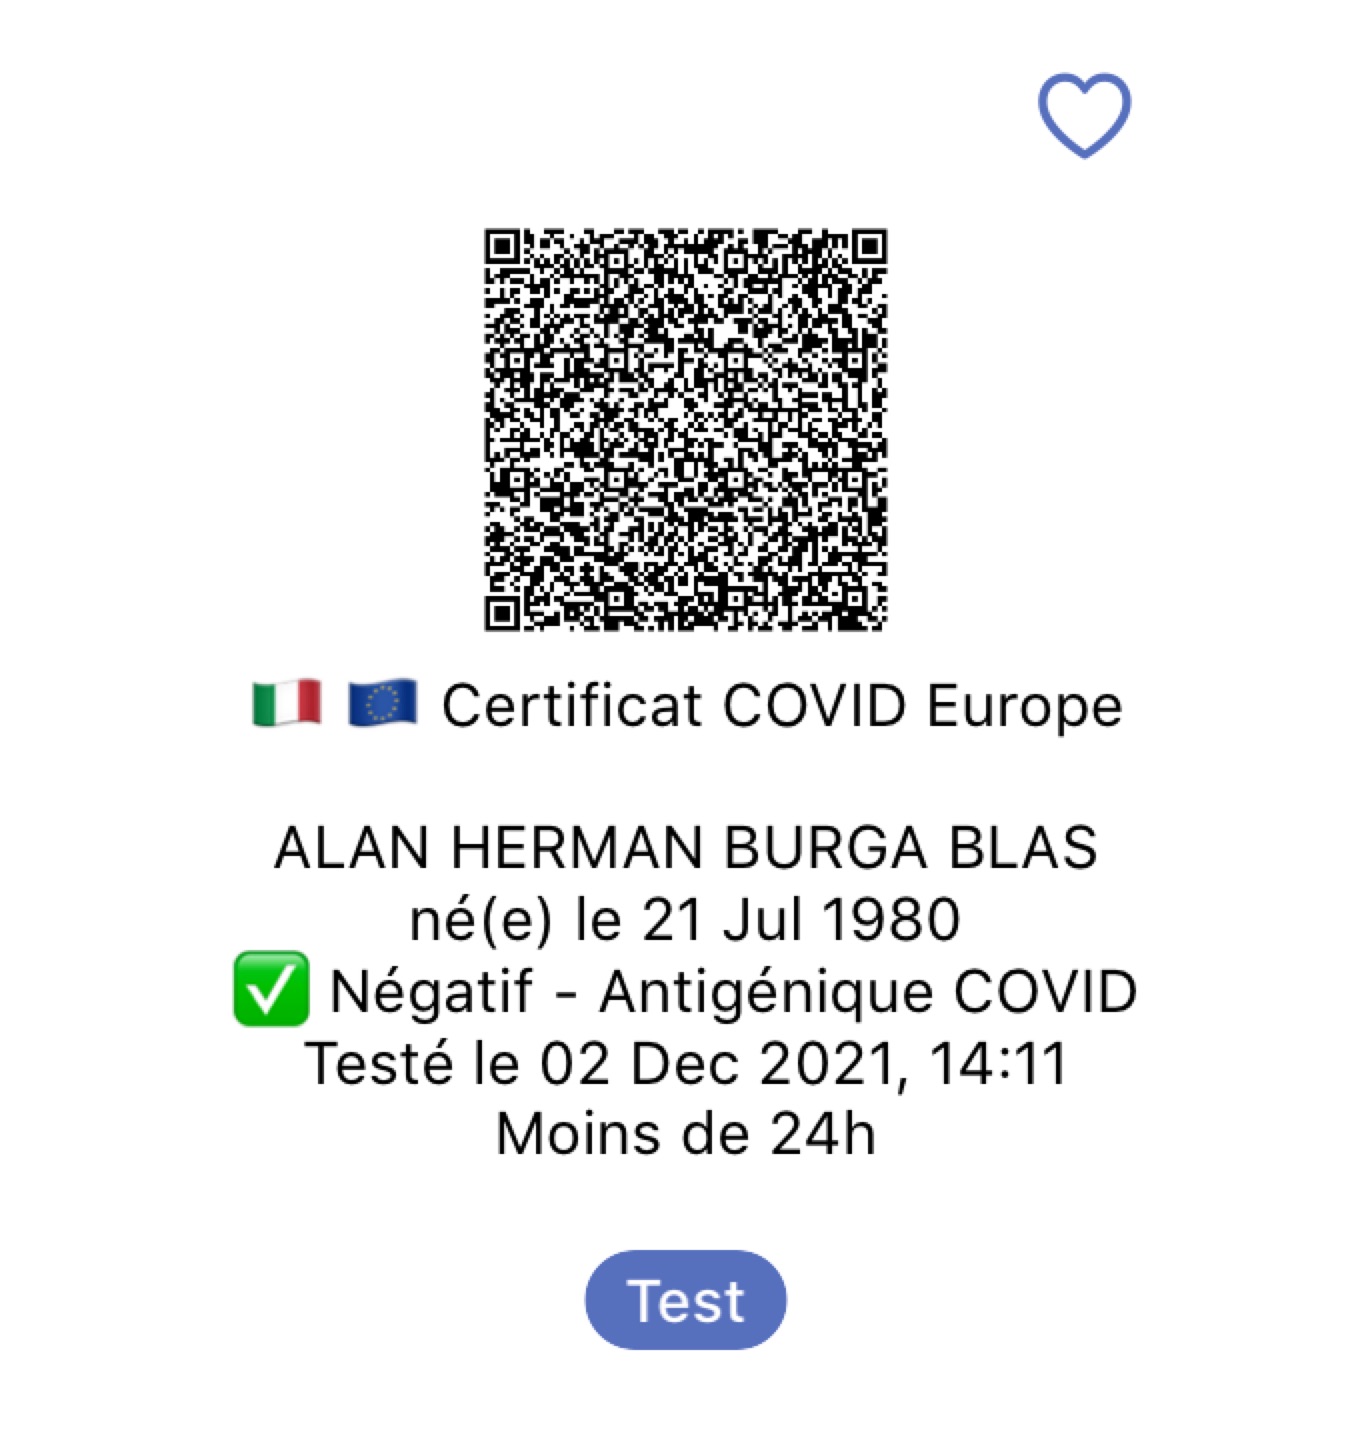 Certificat COVID Europe
ALAN HERMAN BURGA BLAS
né(e) le 21 Jul 1980
Négatif - Antigénique COVID
Testé le 02 Dec 2021, 14:11
Moins de 24h
Test